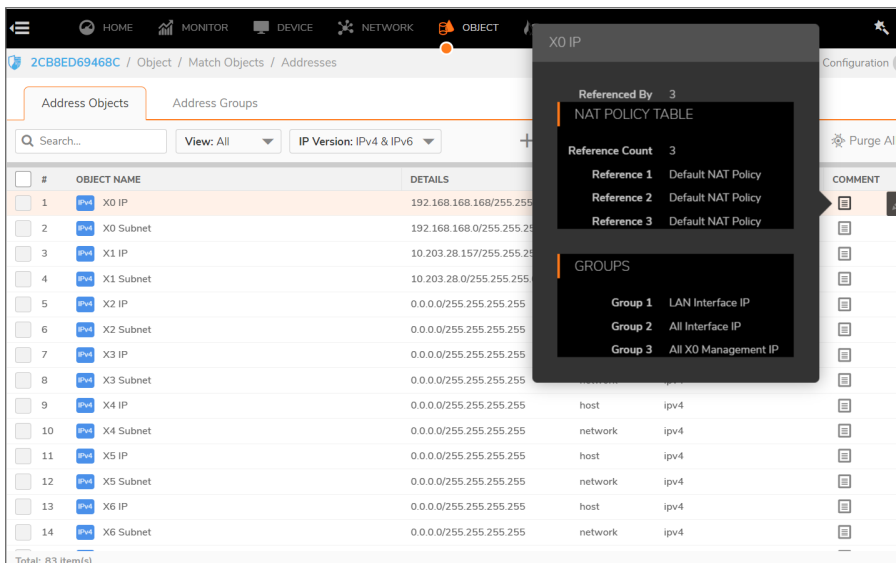 HOME MONITOR DEVICE NETWORK OBJECT
2CB8ED69468C / Object / Match Objects / Addresses
Configuration
Address Objects Address Groups
Search... View: All IP Version: IPv4 & IPv6 + Purge Al
# OBJECT NAME DETAILS COMMENT
1 IPv4 X0 IP 192.168.168.168/255.255
2 IPv4 X0 Subnet 192.168.168.0/255.255.25
3 IPv4 X1 IP 10.203.28.157/255.255.25
4 IPv4 X1 Subnet 10.203.28.0/255.255.255.
5 IPv4 X2 IP 0.0.0.0/255.255.255.255
6 IPv4 X2 Subnet 0.0.0.0/255.255.255.255
7 IPv4 X3 IP 0.0.0.0/255.255.255.255
8 IPv4 X3 Subnet 0.0.0.0/255.255.255.255
9 IPv4 X4 IP 0.0.0.0/255.255.255.255 host ipv4
10 IPv4 X4 Subnet 0.0.0.0/255.255.255.255 network ipv4
11 IPv4 X5 IP 0.0.0.0/255.255.255.255 host ipv4
12 IPv4 X5 Subnet 0.0.0.0/255.255.255.255 network ipv4
13 IPv4 X6 IP 0.0.0.0/255.255.255.255 host ipv4
14 IPv4 X6 Subnet 0.0.0.0/255.255.255.255 network ipv4
Total: 83 item(s)
X0 IP
Referenced By 3
NAT POLICY TABLE
Reference Count 3
Reference 1 Default NAT Policy
Reference 2 Default NAT Policy
Reference 3 Default NAT Policy
GROUPS
Group 1 LAN Interface IP
Group 2 All Interface IP
Group 3 All X0 Management IP